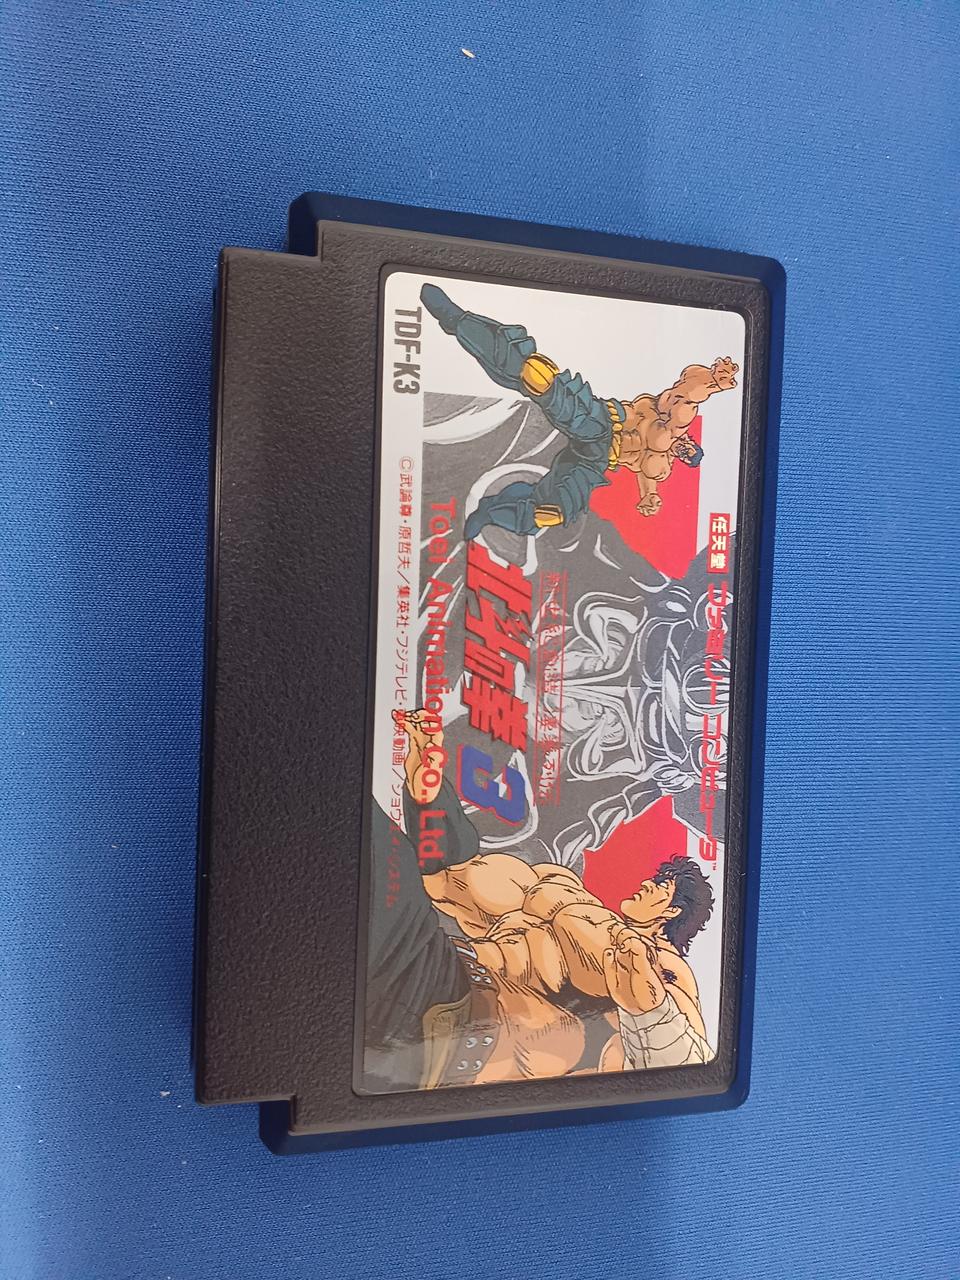 任天堂 ファミリー コンピュータ™
新世紀創造 凄拳列伝
北斗の拳3
Toei Animation Co., Ltd.
TDF-K3
©武論尊・原哲夫／集英社・フジテレビ・東映動画／ショウエイ・システム